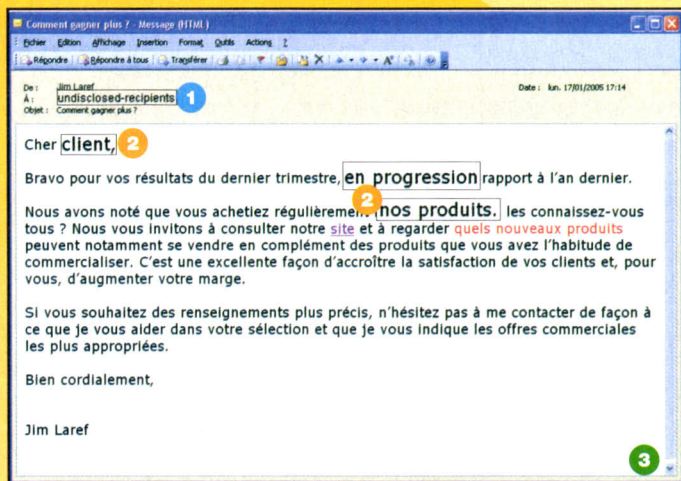 Comment gagner plus ? - Message (HTML)
Fichier Edition Affichage Insertion Format Outils Actions ?
Répondre Répondre à tous Transférer
De : Jim Laref Date : lun. 17/01/2005 17:14
À : undisclosed-recipients 1
Objet : Comment gagner plus ?
Cher client, 2
Bravo pour vos résultats du dernier trimestre, en progression rapport à l'an dernier.
2
Nous avons noté que vous achetiez régulièrement nos produits. les connaissez-vous
tous ? Nous vous invitons à consulter notre site et à regarder quels nouveaux produits
peuvent notamment se vendre en complément des produits que vous avez l'habitude de
commercialiser. C'est une excellente façon d'accroître la satisfaction de vos clients et, pour
vous, d'augmenter votre marge.
Si vous souhaitez des renseignements plus précis, n'hésitez pas à me contacter de façon à
ce que je vous aider dans votre sélection et que je vous indique les offres commerciales
les plus appropriées.
Bien cordialement,
Jim Laref
3